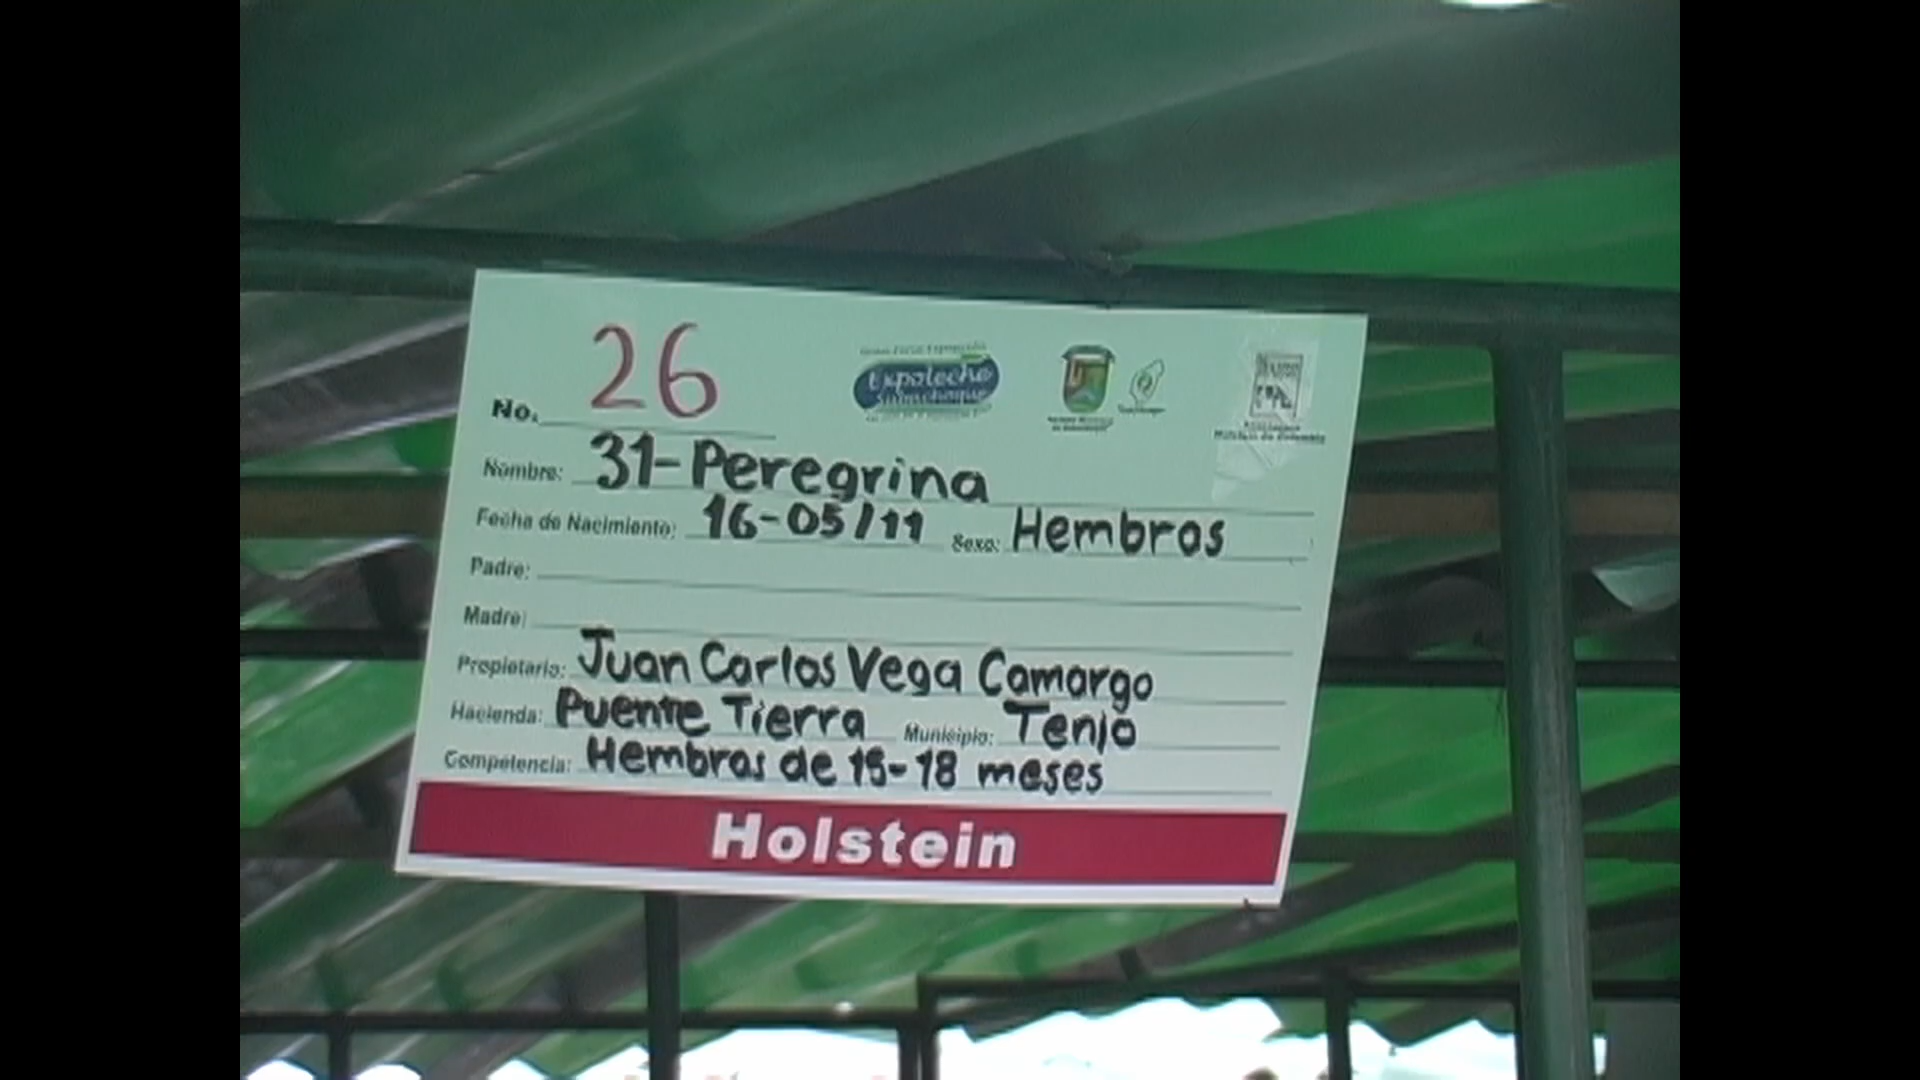 No. 26
Expoleche
Nombre: 31-Peregrina
Fecha de Nacimiento: 16-05/11 Sexo: Hembras
Padre:
Madre:
Propietario: Juan Carlos Vega Camargo
Hacienda: Puente Tierra Municipio: Tenjo
Competencia: Hembras de 15-18 meses
Holstein